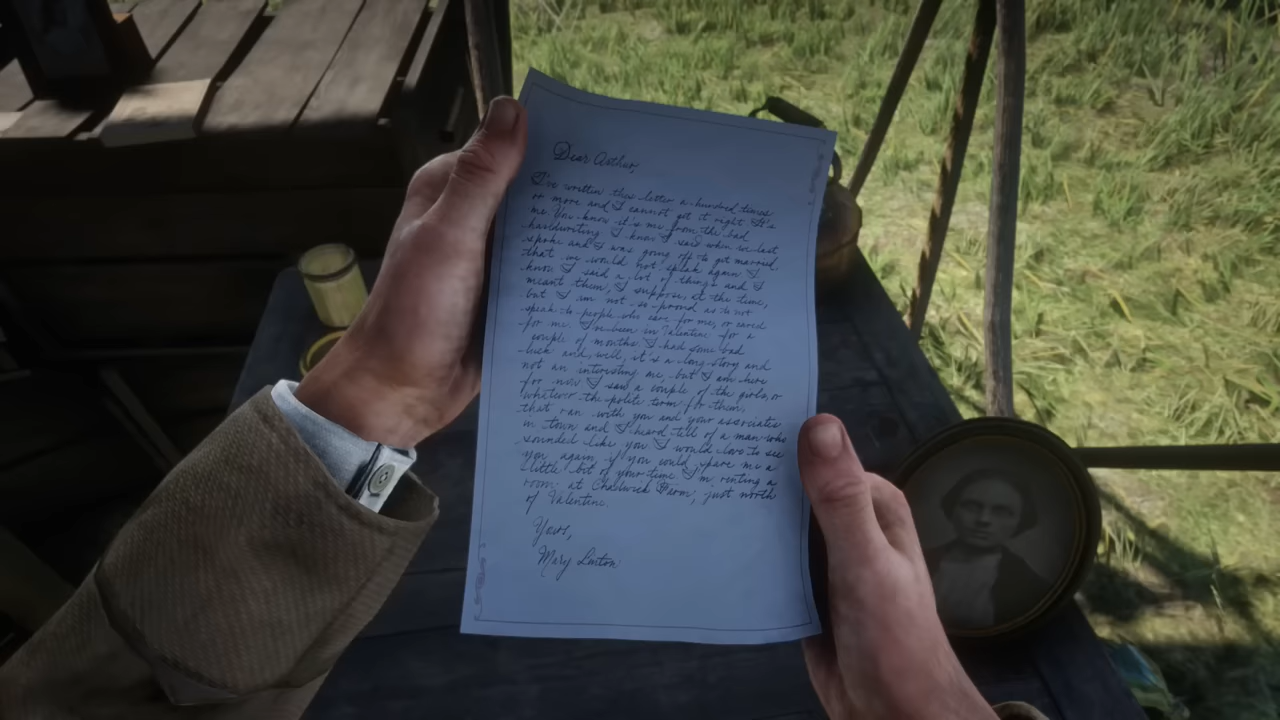 Dear Arthur,
I've written this letter a hundred times
or more and I cannot get it right. It's
me. You know it's me from the bad
handwriting. I know I said when we last
spoke and I was going off to get married,
that we would not speak again. I
know I said a lot of things and I
meant them, I suppose, at the time,
but I am not so proud as to not
speak to people who care for me, or cared
for me. I've been in Valentine for a
couple of months. I had some bad
luck and, well, it's a long story and
not an interesting one, but I am here
for now. I saw a couple of the girls, or
whatever the polite term for them,
that ran with you and your associates
in town and I heard tell of a man who
sounded like you. I would love to see
you again, if you could spare me a
little bit of your time. I'm renting a
room at Chadwick Farm, just north
of Valentine.
Yours,
Mary Linton